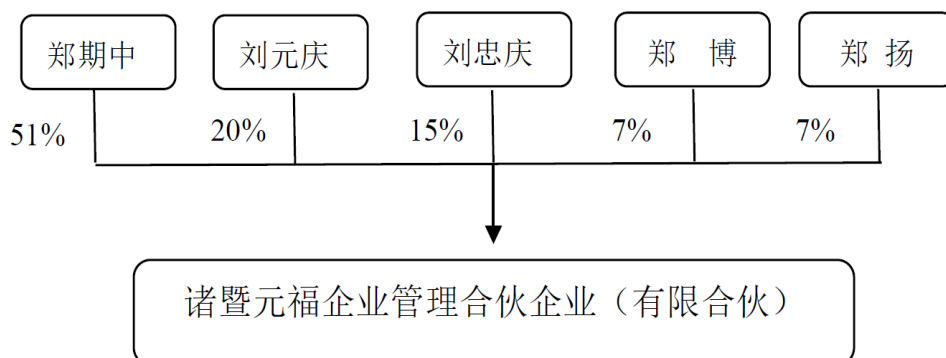 郑期中 刘元庆 刘忠庆 郑 博 郑 扬
51% 20% 15% 7% 7%
诸暨元福企业管理合伙企业（有限合伙）